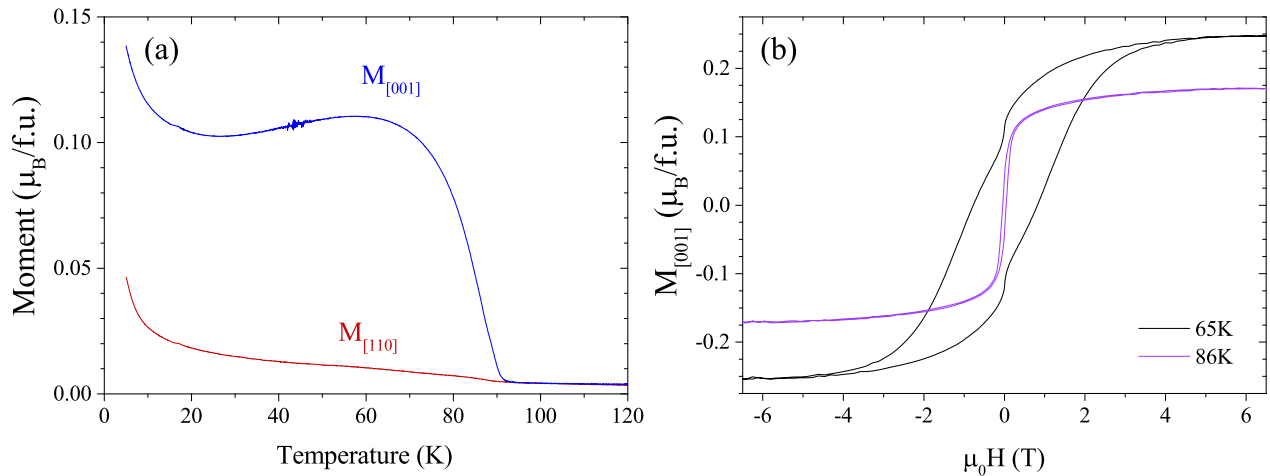 (a)
M[001]
M[110]
Moment (μB/f.u.)
0.15
0.10
0.05
0.00
0 20 40 60 80 100 120
Temperature (K)
(b)
M[001] (μB/f.u.)
0.2
0.1
0.0
-0.1
-0.2
65K
86K
-6 -4 -2 0 2 4 6
μ0H (T)